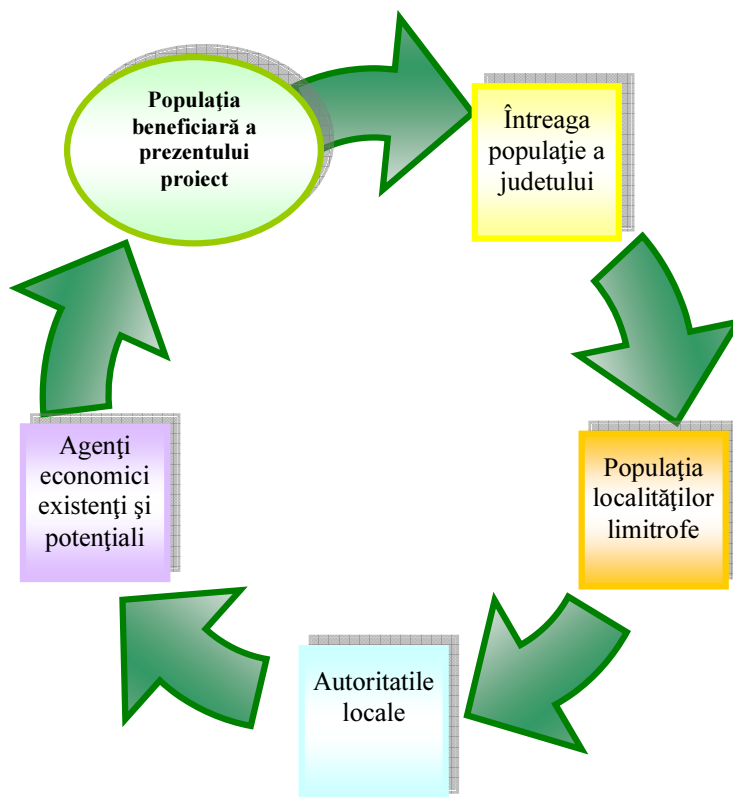 Populaţia
beneficiară a
prezentului
proiect
Întreaga
populaţie a
judetului
Populaţia
localităţilor
limitrofe
Autoritatile
locale
Agenţi
economici
existenţi şi
potenţiali